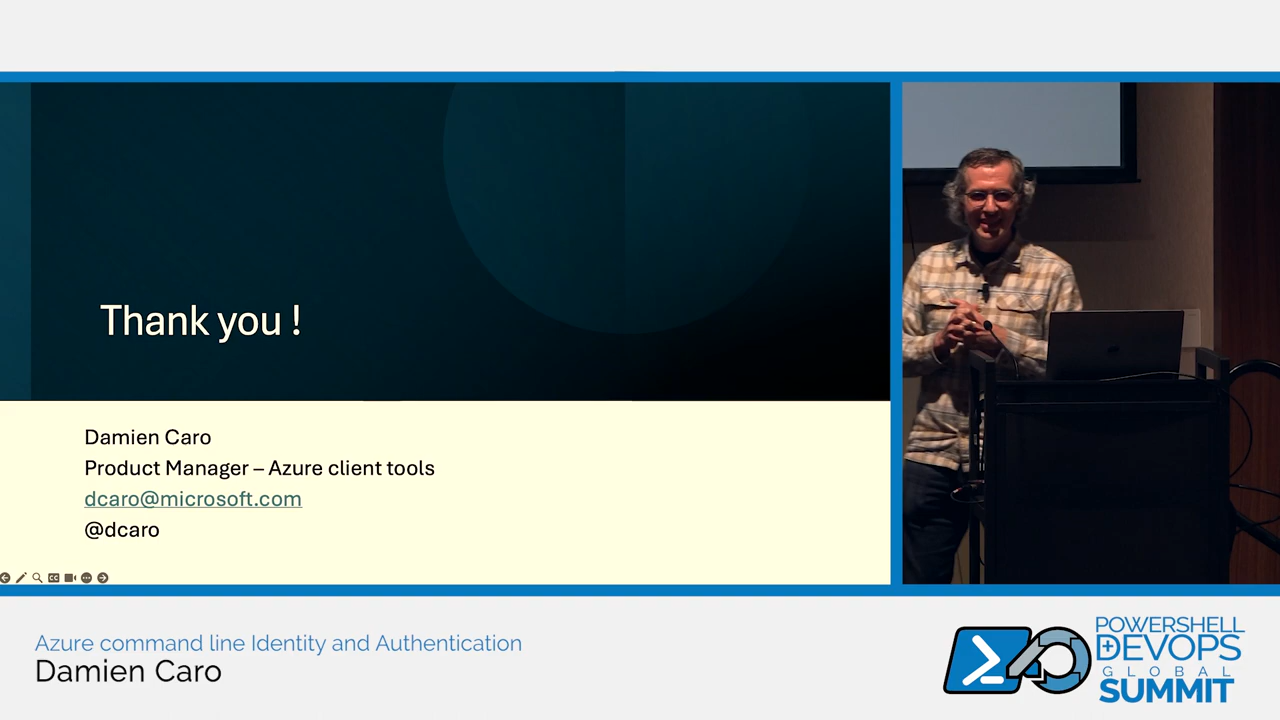 Thank you !
Damien Caro
Product Manager – Azure client tools
dcaro@microsoft.com
@dcaro
Azure command line Identity and Authentication
Damien Caro
POWERSHELL
DEVOPS
GLOBAL
SUMMIT